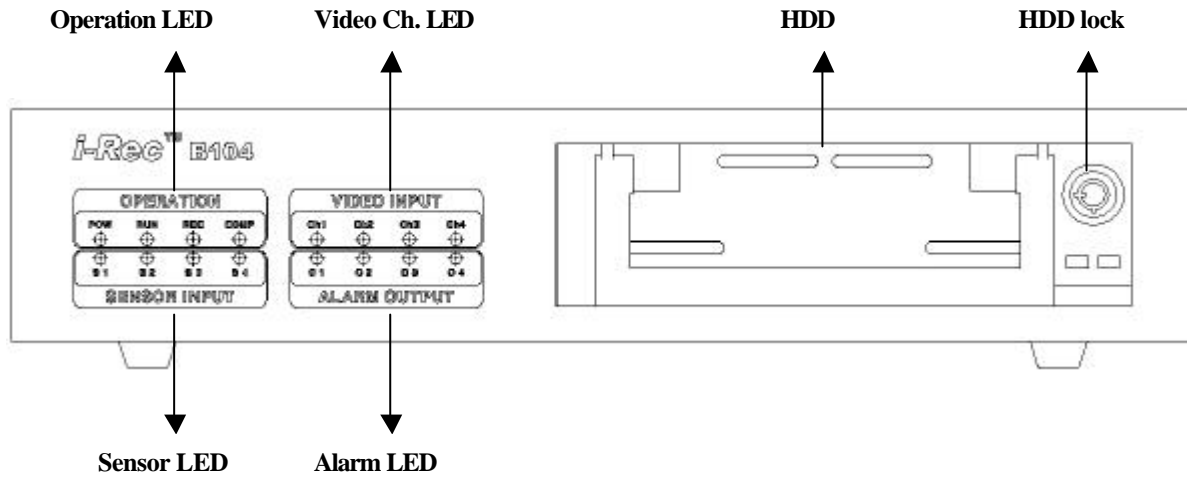 Operation LED Video Ch. LED HDD HDD lock
i-Rec™ B104
OPERATION VIDEO INPUT
POW RUN REC COMP Ch1 Ch2 Ch3 Ch4
S1 S2 S3 S4 O1 O2 O3 O4
SENSOR INPUT ALARM OUTPUT
Sensor LED Alarm LED